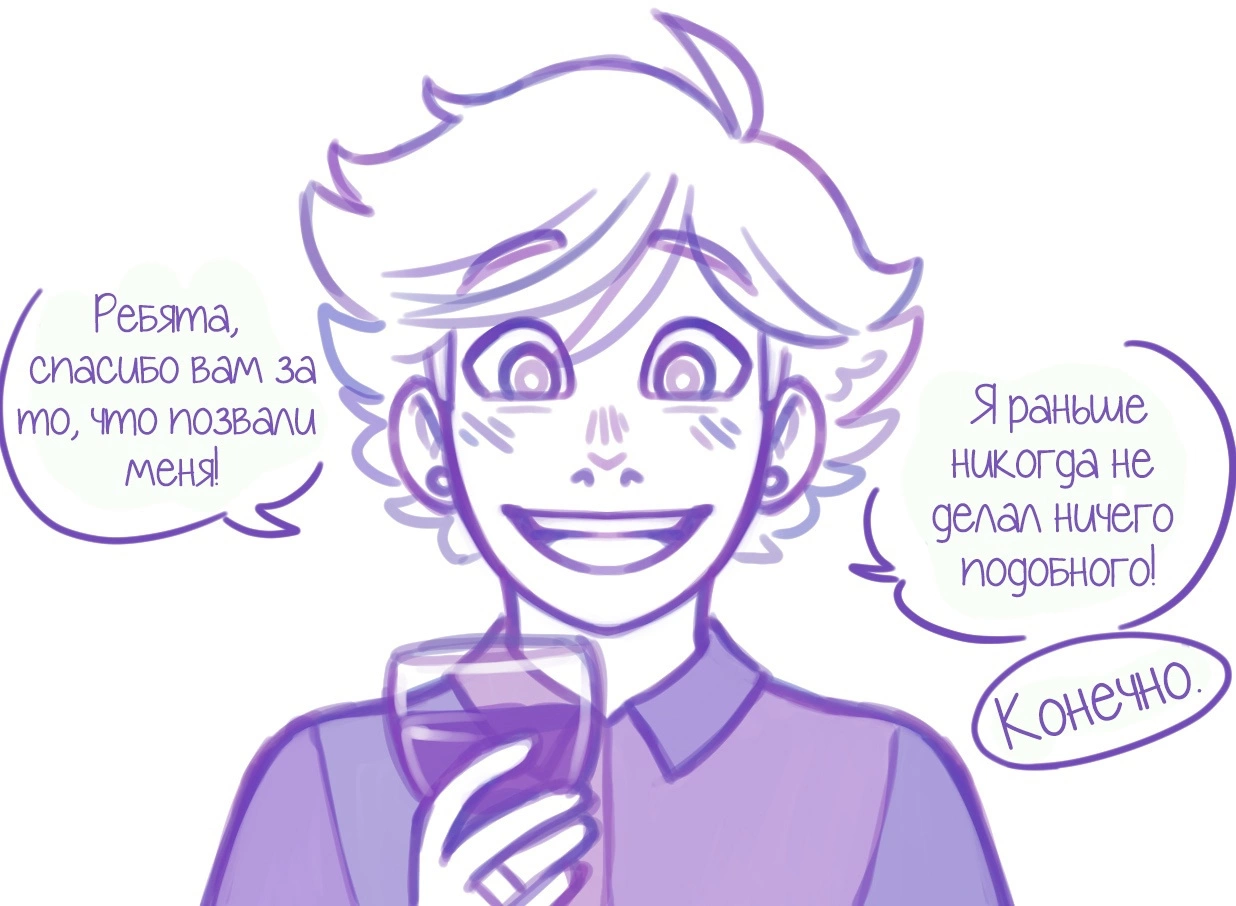 Ребята,
спасибо вам за
то, что позвали
меня!
Я раньше
никогда не
делал ничего
подобного!
Конечно.